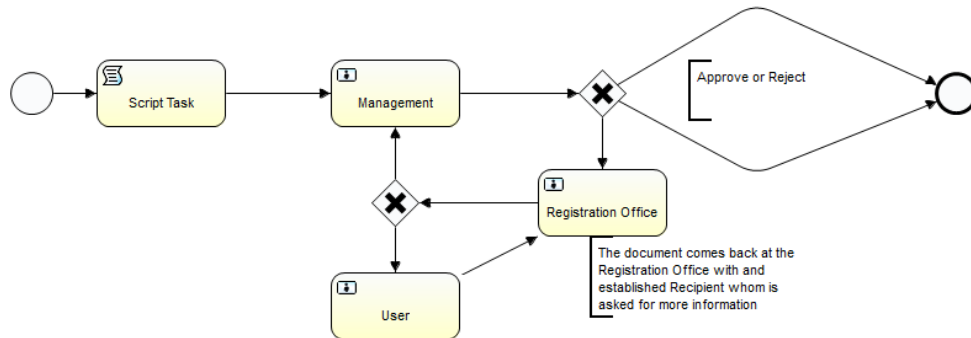 Script Task
Management
Approve or Reject
Registration Office
The document comes back at the
Registration Office with and
established Recipient whom is
asked for more information
User